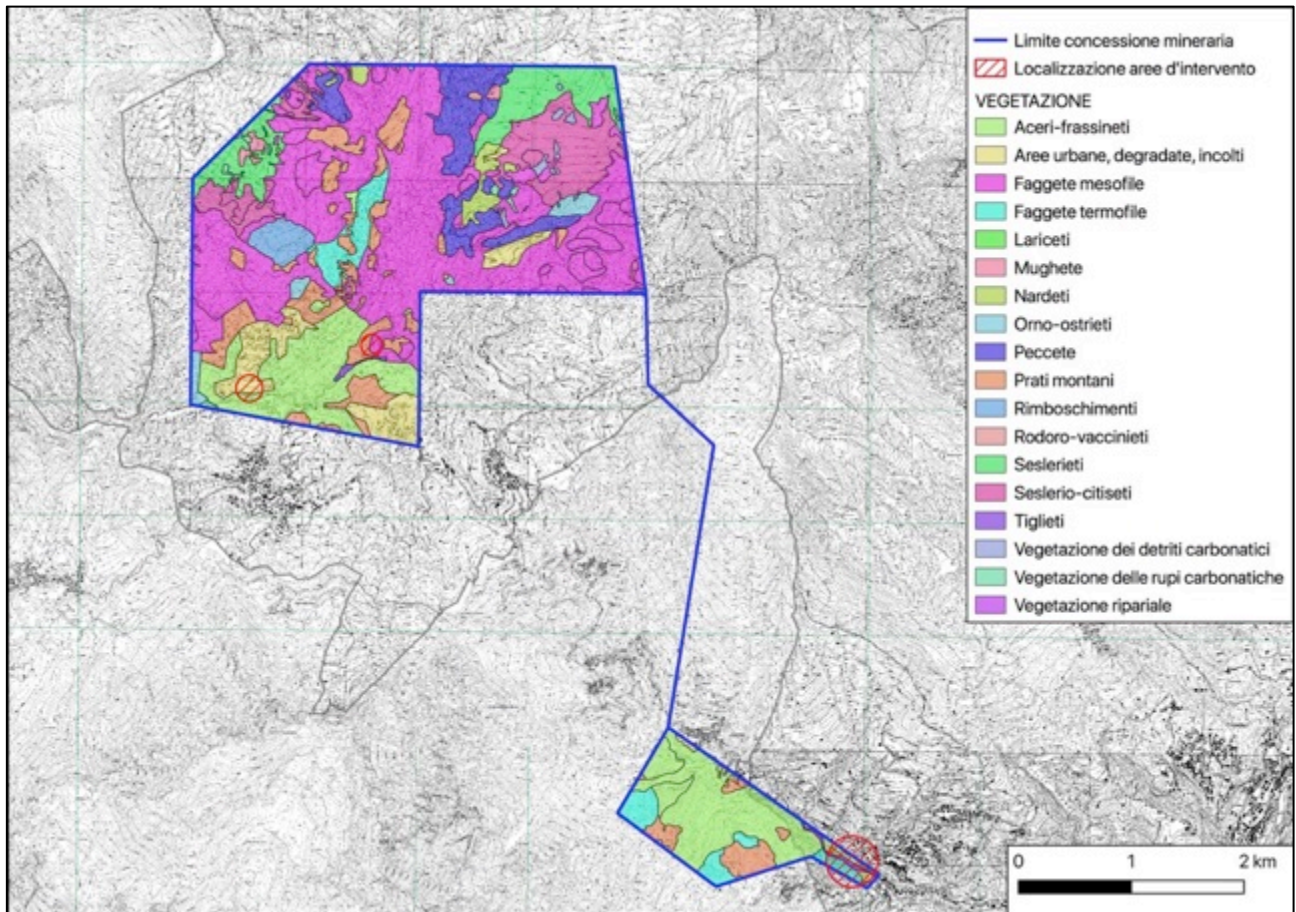 Limite concessione mineraria
Localizzazione aree d'intervento
VEGETAZIONE
Aceri-frassineti
Aree urbane, degradate, incolti
Faggete mesofile
Faggete termofile
Lariceti
Mughete
Nardeti
Orno-ostrieti
Peccete
Prati montani
Rimboschimenti
Rodoro-vaccinieti
Seslerieti
Seslerio-citiseti
Tiglieti
Vegetazione dei detriti carbonatici
Vegetazione delle rupi carbonatiche
Vegetazione ripariale
0 1 2 km